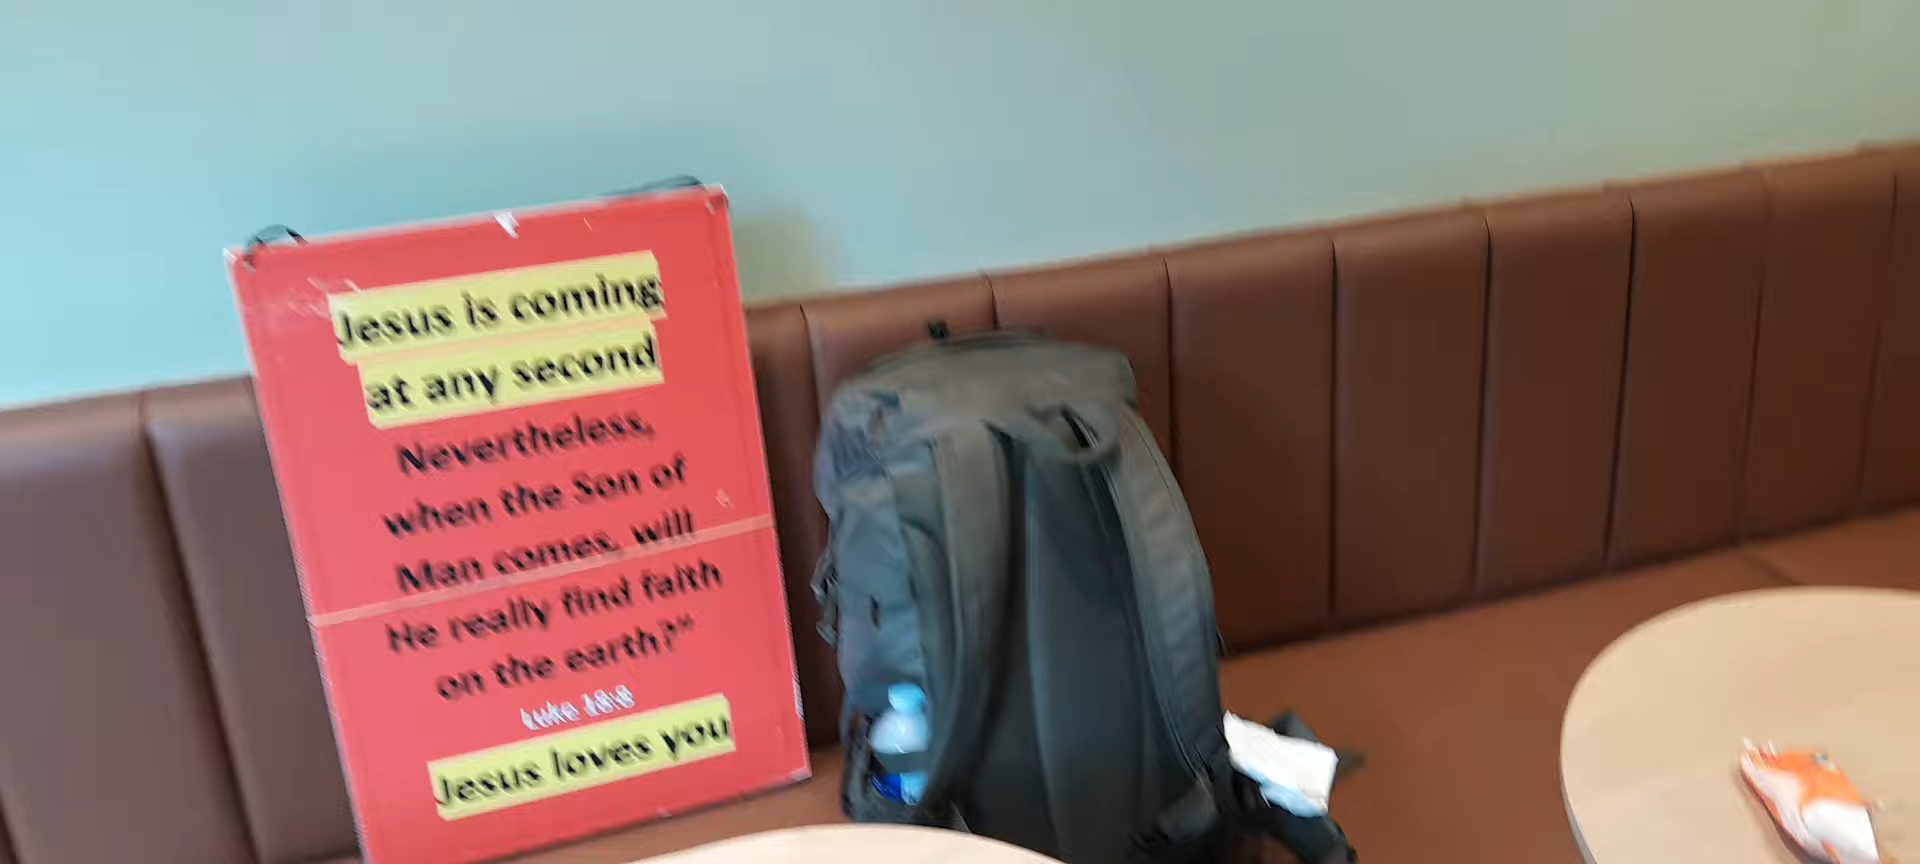 Jesus is coming
at any second
Nevertheless,
when the Son of
Man comes, will
He really find faith
on the earth?"
Luke 18:8
Jesus loves you